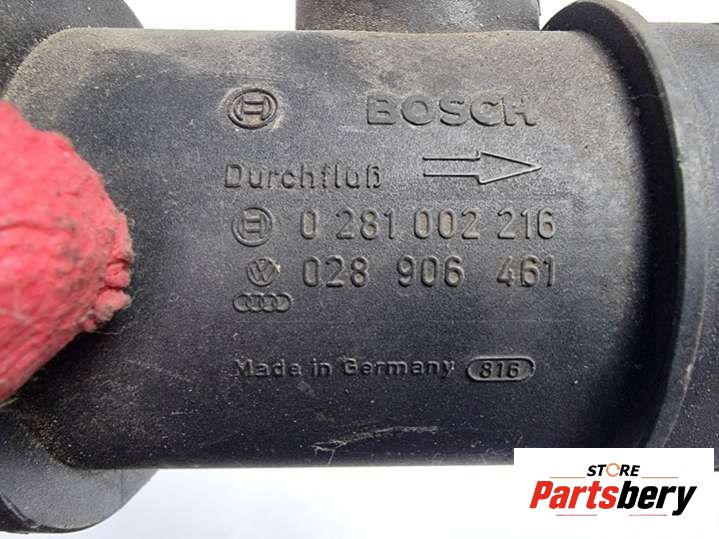 BOSCH
Durchfluß
0 281 002 216
028 906 461
Made in Germany 816
STORE
Partsbery